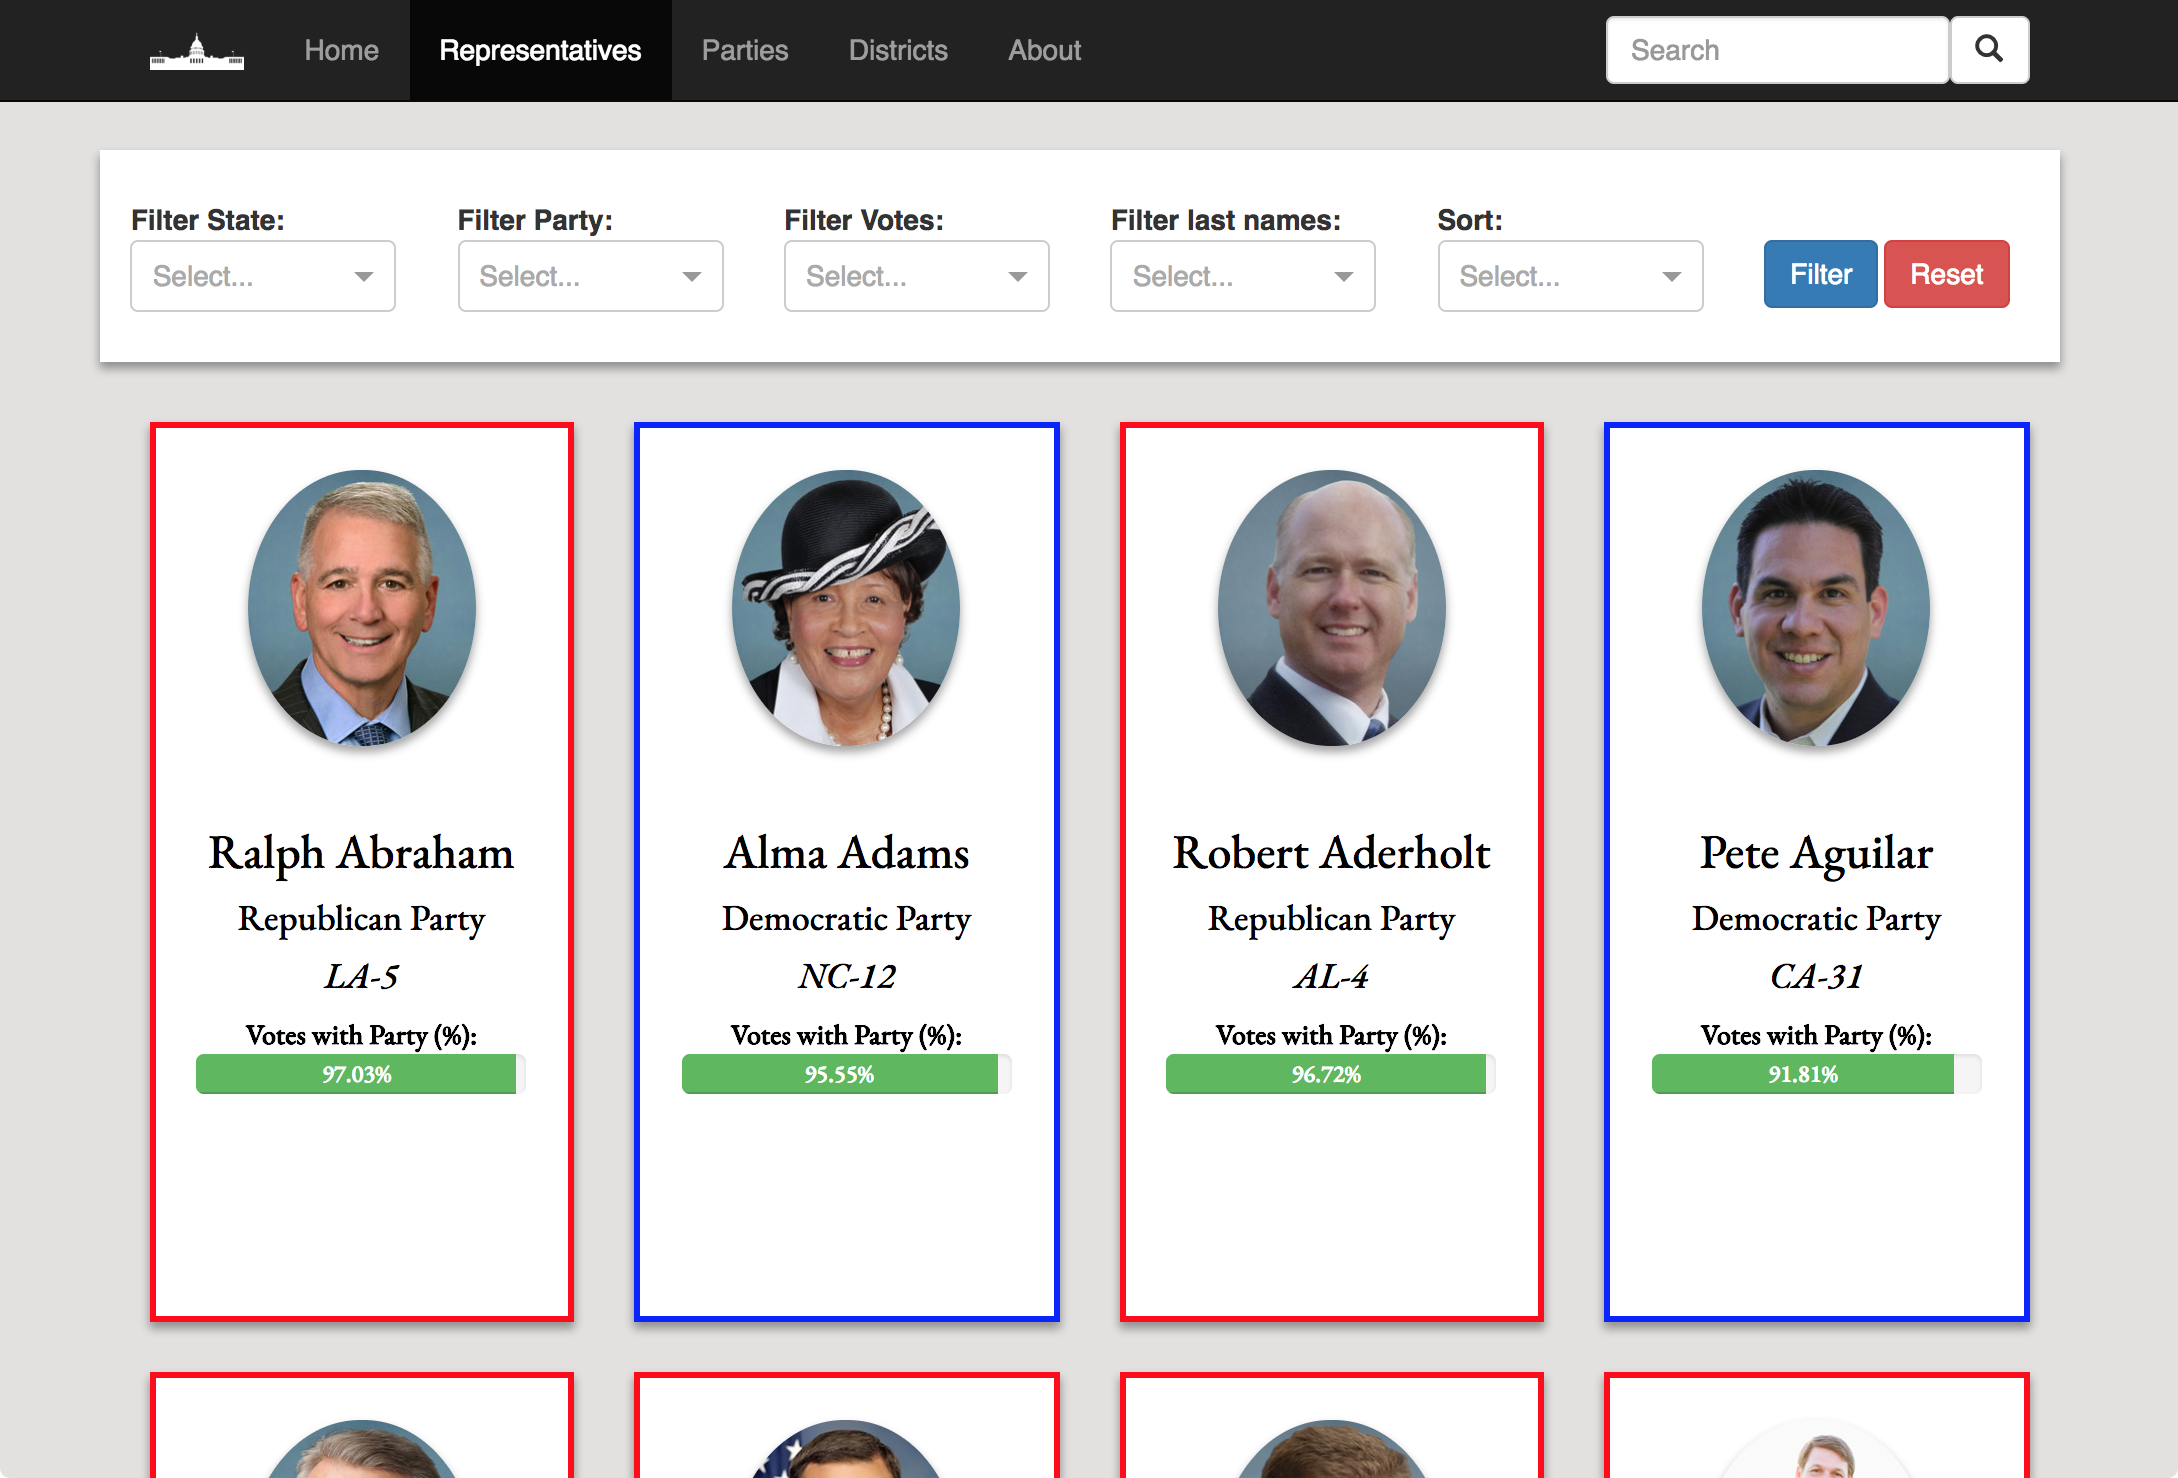 Home Representatives Parties Districts About Search
Filter State: Filter Party: Filter Votes: Filter last names: Sort:
Select... Select... Select... Select... Select... Filter Reset
Ralph Abraham
Republican Party
LA-5
Votes with Party (%):
97.03%
Alma Adams
Democratic Party
NC-12
Votes with Party (%):
95.55%
Robert Aderholt
Republican Party
AL-4
Votes with Party (%):
96.72%
Pete Aguilar
Democratic Party
CA-31
Votes with Party (%):
91.81%